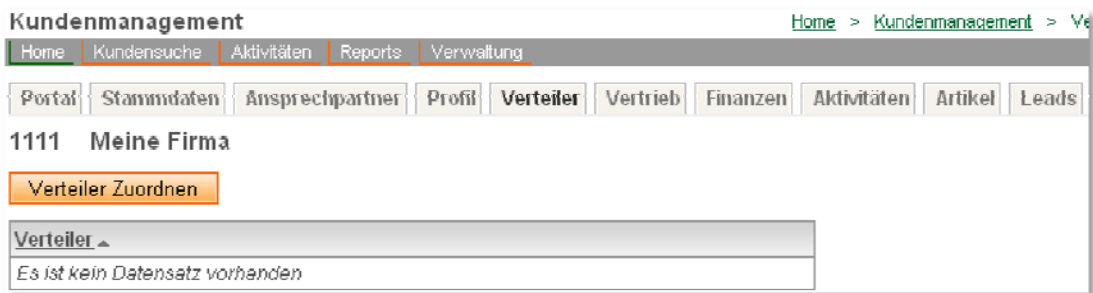 Kundenmanagement Home > Kundenmanagement > Ve
Home Kundensuche Aktivitäten Reports Verwaltung
Portal Stammdaten Ansprechpartner Profil Verteiler Vertrieb Finanzen Aktivitäten Artikel Leads
1111 Meine Firma
Verteiler Zuordnen
Verteiler
Es ist kein Datensatz vorhanden